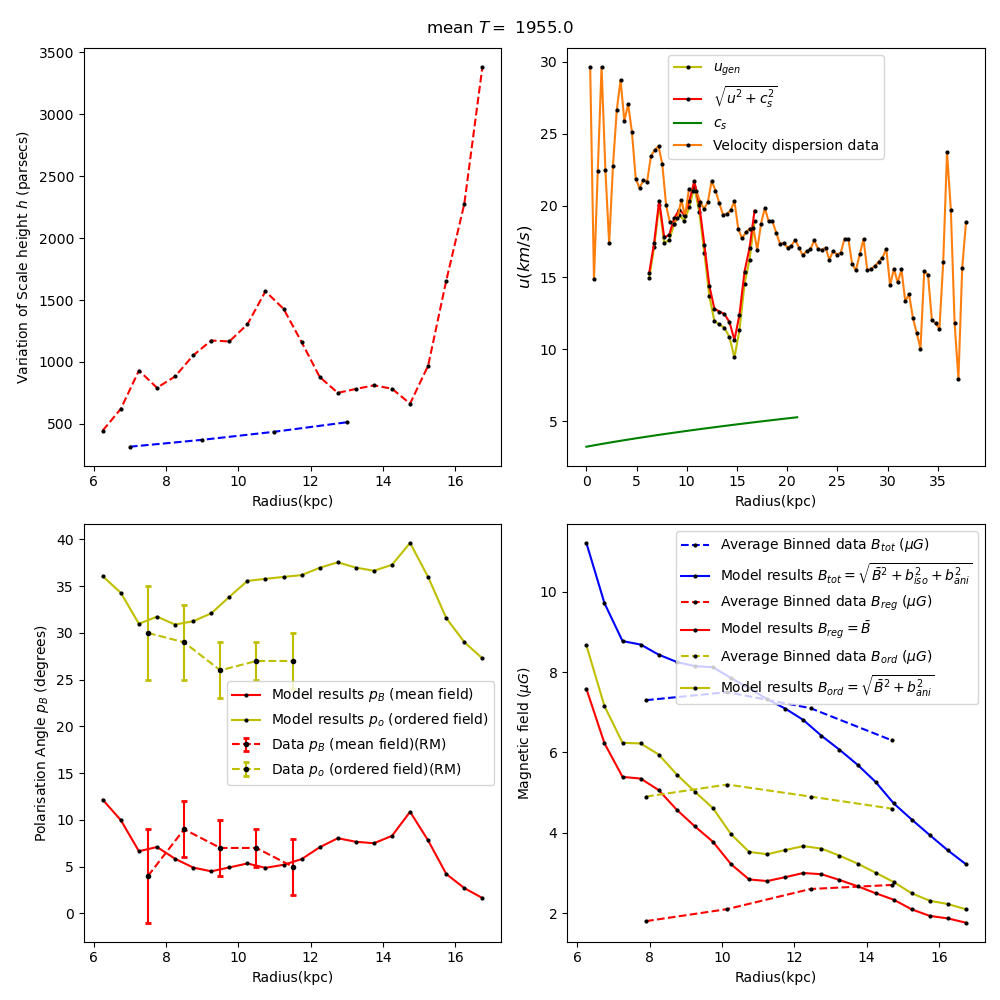 mean T = 1955.0
Variation of Scale height h (parsecs)
3500
3000
2500
2000
1500
1000
500
6 8 10 12 14 16
Radius(kpc)
u(km/s)
30
25
20
15
10
5
u_gen
√u² + c_s²
c_s
Velocity dispersion data
0 5 10 15 20 25 30 35
Radius(kpc)
Polarisation Angle p_B (degrees)
40
35
30
25
20
15
10
5
0
Model results p_B (mean field)
Model results p_o (ordered field)
Data p_B (mean field)(RM)
Data p_o (ordered field)(RM)
6 8 10 12 14 16
Radius(kpc)
Magnetic field (μG)
10
8
6
4
2
Average Binned data B_tot (μG)
Model results B_tot = √B̄² + b²_iso + b²_ani
Average Binned data B_reg (μG)
Model results B_reg = B̄
Average Binned data B_ord (μG)
Model results B_ord = √B̄² + b²_ani
6 8 10 12 14 16
Radius(kpc)